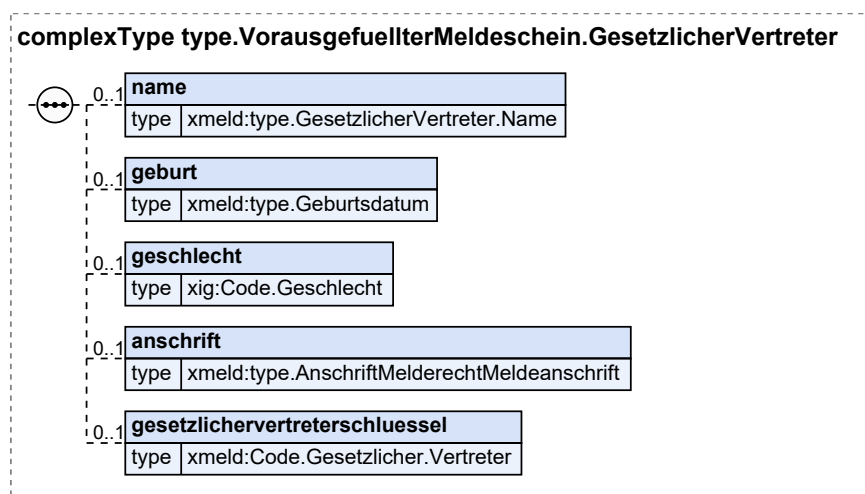 complexType type.VorausgefuellterMeldeschein.GesetzlicherVertreter
0..1 name
type xmeld:type.GesetzlicherVertreter.Name
0..1 geburt
type xmeld:type.Geburtsdatum
0..1 geschlecht
type xig:Code.Geschlecht
0..1 anschrift
type xmeld:type.AnschriftMelderechtMeldeanschrift
0..1 gesetzlichervertreterschluessel
type xmeld:Code.Gesetzlicher.Vertreter